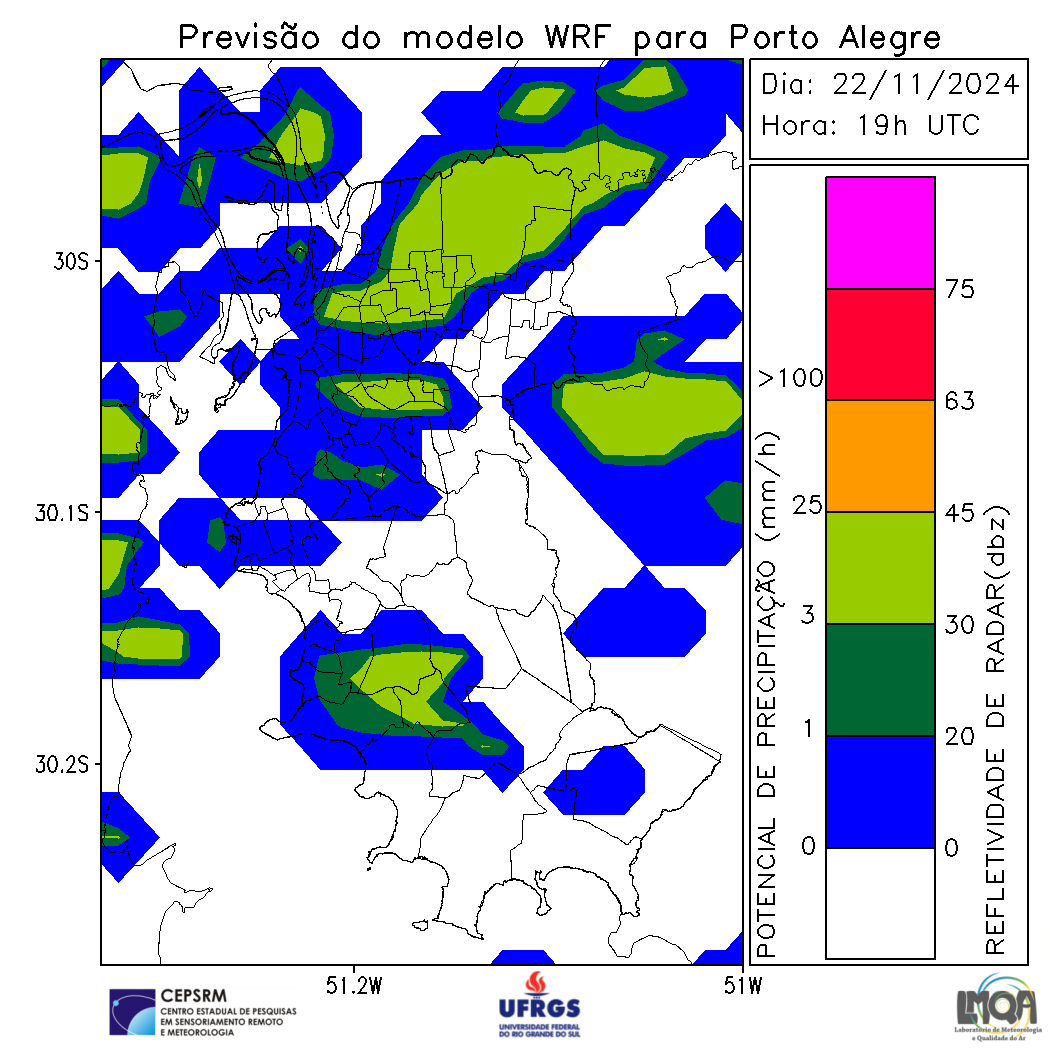 Previsão do modelo WRF para Porto Alegre
Dia: 22/11/2024
Hora: 19h UTC
30S
30.1S
30.2S
51.2W
51W
POTENCIAL DE PRECIPITAÇÃO (mm/h)
>100
25
3
1
0
75
63
45
30
20
0
REFLETIVIDADE DE RADAR(dbz)
CEPSRM
CENTRO ESTADUAL DE PESQUISAS
EM SENSORIAMENTO REMOTO
E METEOROLOGIA
UFRGS
UNIVERSIDADE FEDERAL
DO RIO GRANDE DO SUL
LMQA
Laboratório de Meteorologia
e Qualidade do Ar